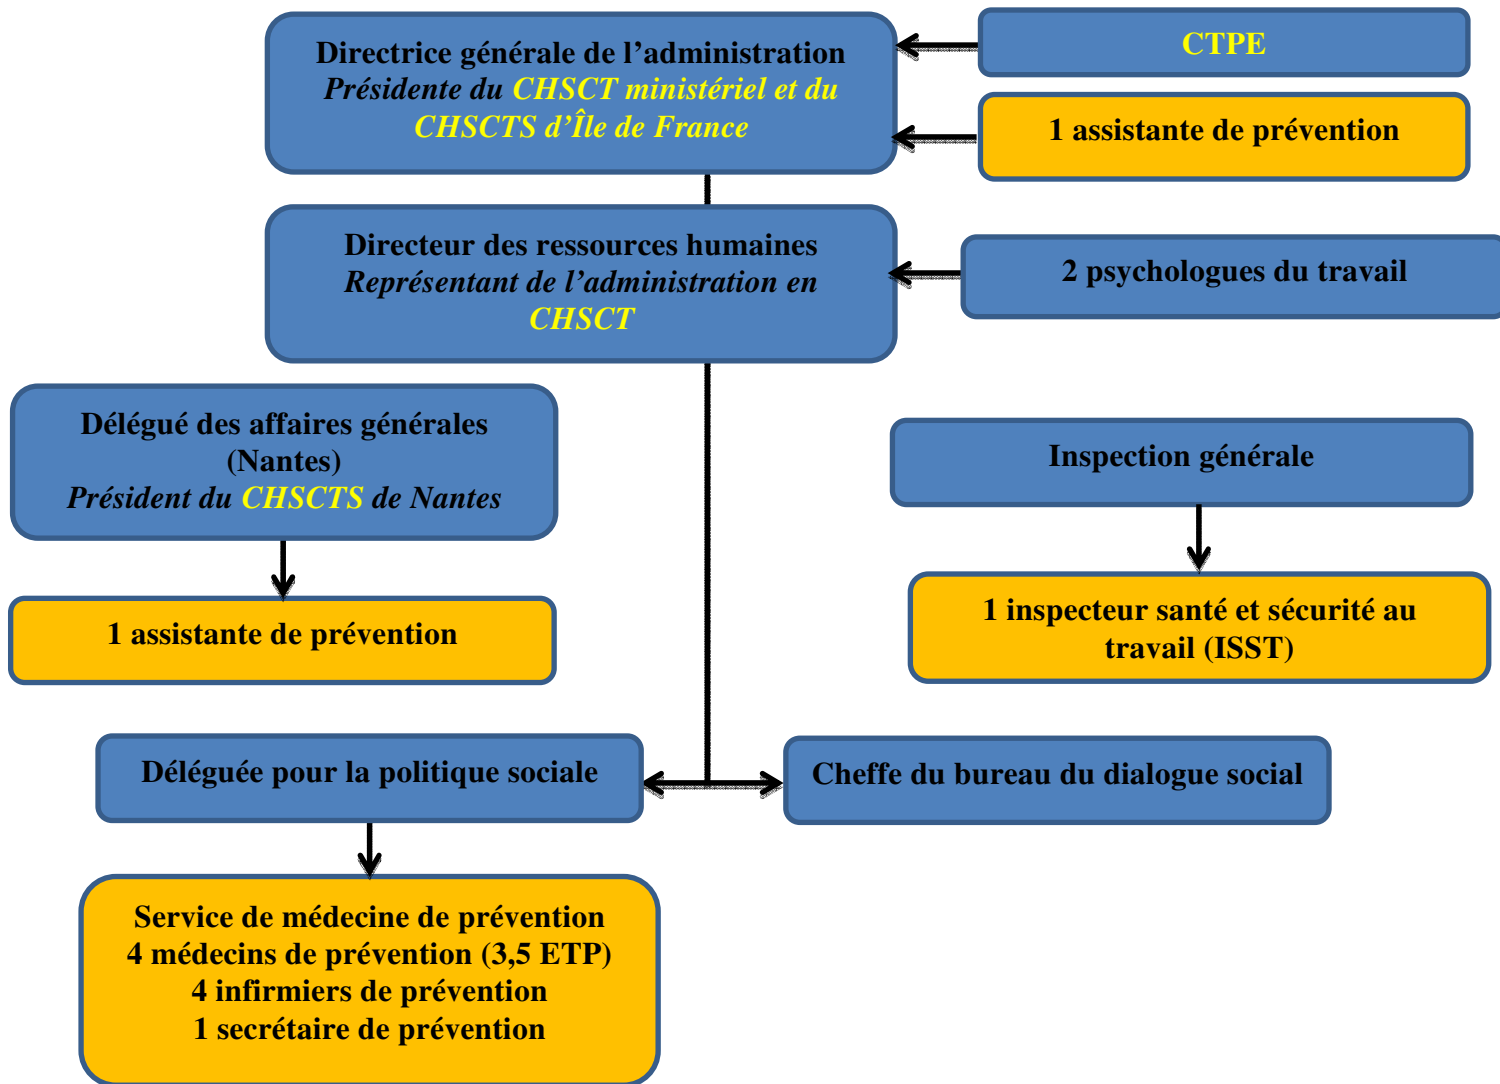 Directrice générale de l’administration
Présidente du CHSCT ministériel et du
CHSCTS d’Île de France
CTPE
1 assistante de prévention
Directeur des ressources humaines
Représentant de l’administration en
CHSCT
2 psychologues du travail
Délégué des affaires générales
(Nantes)
Président du CHSCTS de Nantes
Inspection générale
1 assistante de prévention
1 inspecteur santé et sécurité au
travail (ISST)
Déléguée pour la politique sociale
Cheffe du bureau du dialogue social
Service de médecine de prévention
4 médecins de prévention (3,5 ETP)
4 infirmiers de prévention
1 secrétaire de prévention